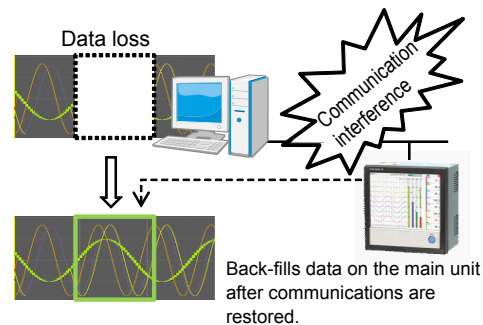 Data loss
Communication
interference
Back-fills data on the main unit
after communications are
restored.